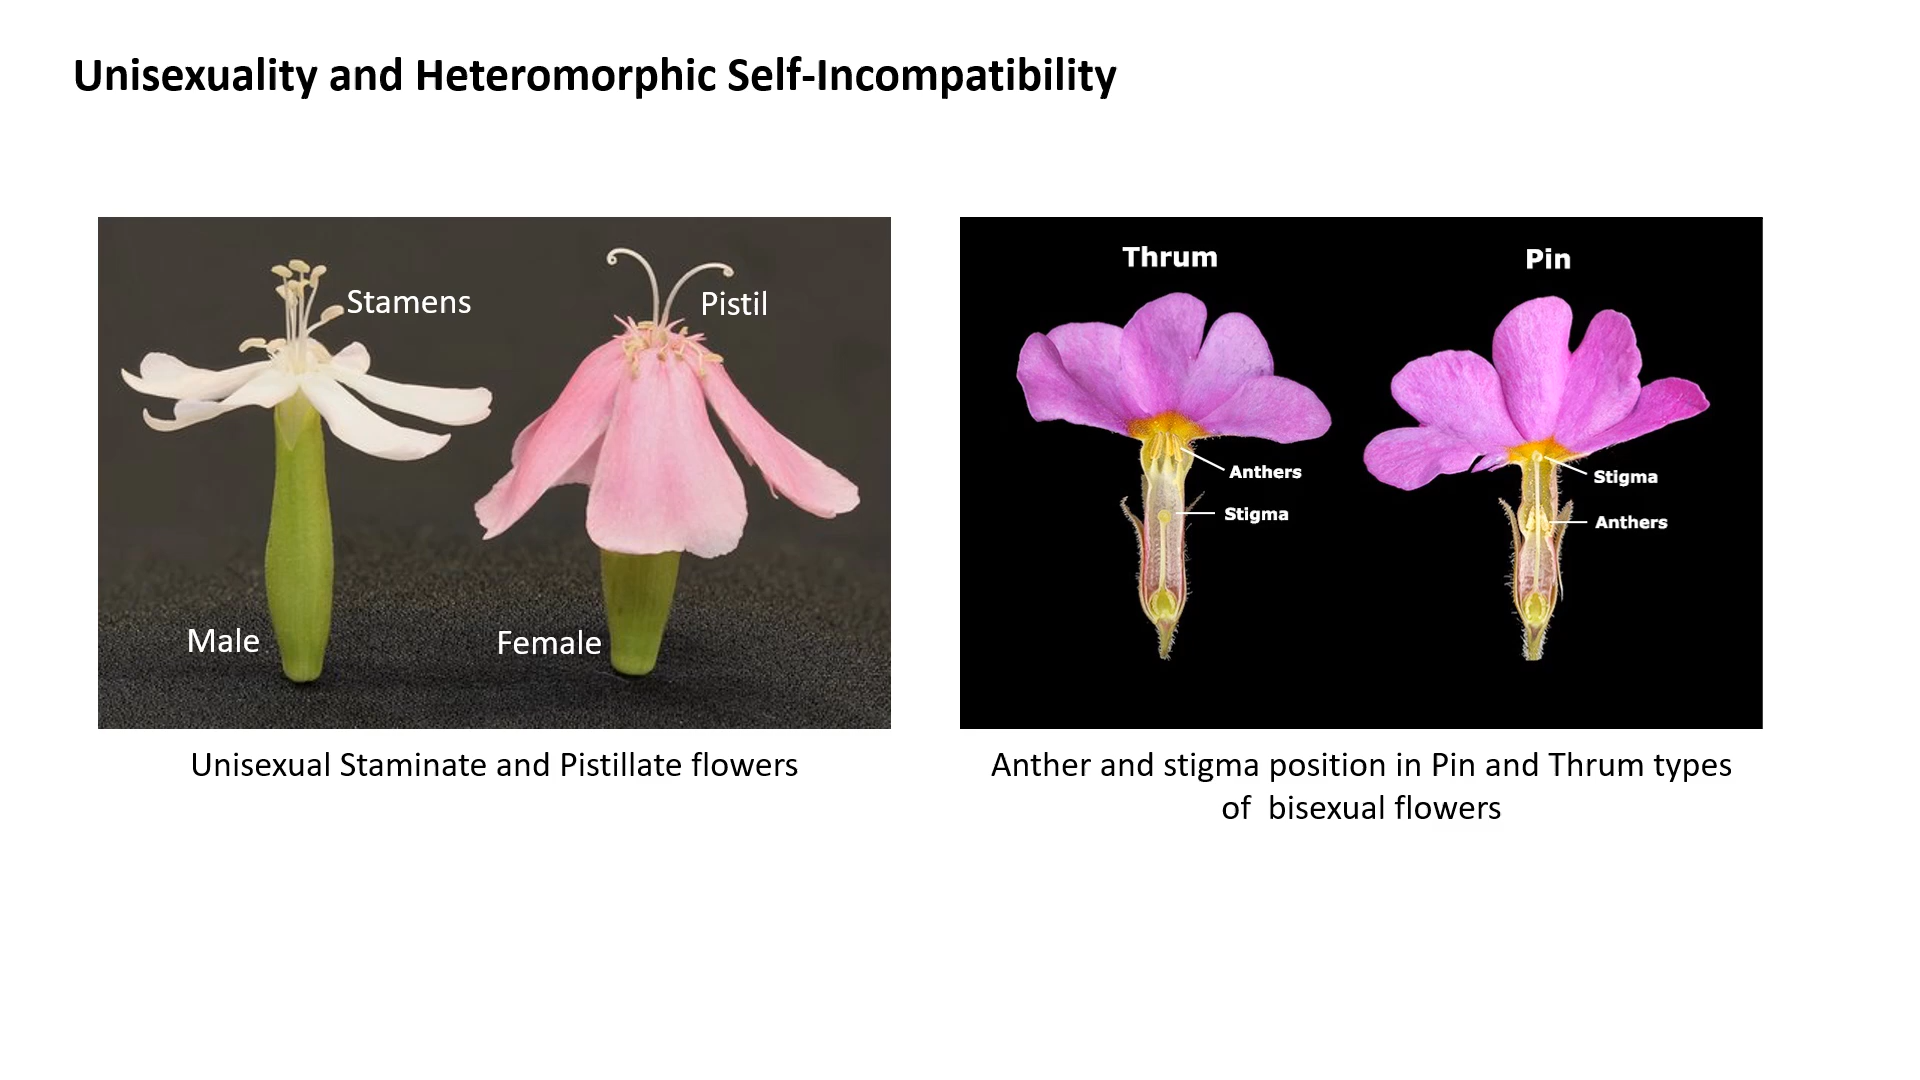 Unisexuality and Heteromorphic Self-Incompatibility
Stamens
Pistil
Male
Female
Unisexual Staminate and Pistillate flowers
Thrum
Pin
Anthers
Stigma
Stigma
Anthers
Anther and stigma position in Pin and Thrum types
of  bisexual flowers